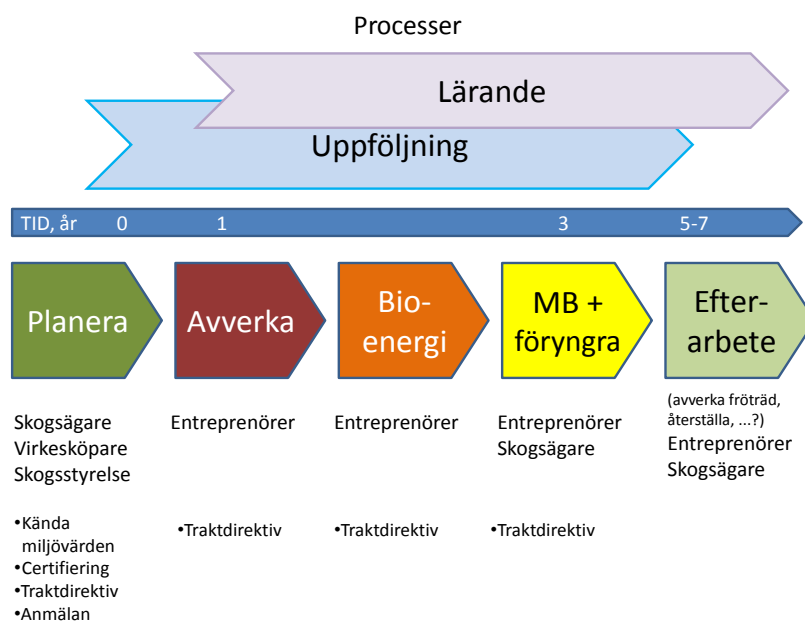 Processer
Lärande
Uppföljning
TID, år 0 1 3 5-7
Planera
Avverka
Bio-
energi
MB +
föryngra
Efter-
arbete
Skogsägare
Virkesköpare
Skogsstyrelse
Entreprenörer
Entreprenörer
Entreprenörer
Skogsägare
(avverka fröträd,
återställa, ...?)
Entreprenörer
Skogsägare
•Kända
miljövärden
•Certifiering
•Traktdirektiv
•Anmälan
•Traktdirektiv
•Traktdirektiv
•Traktdirektiv